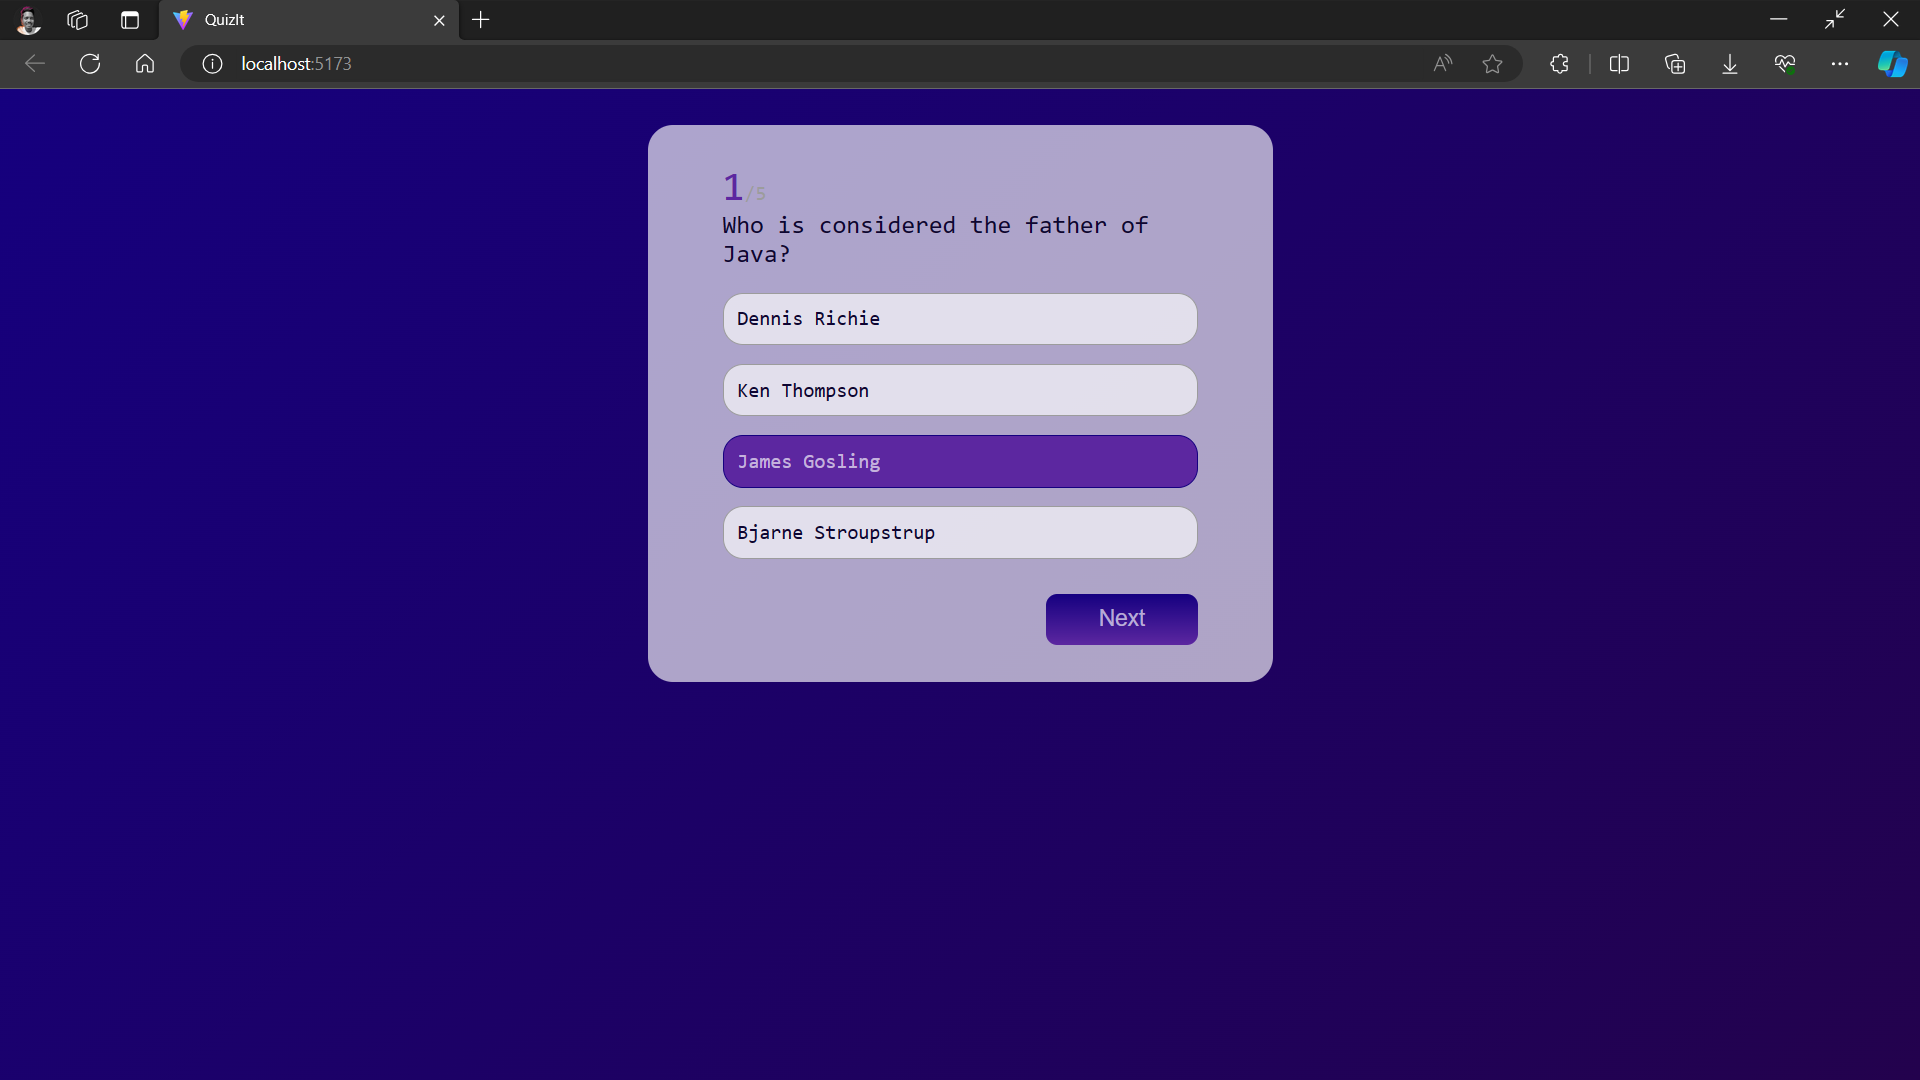 QuizIt
localhost:5173
1/5
Who is considered the father of
Java?
Dennis Richie
Ken Thompson
James Gosling
Bjarne Stroupstrup
Next